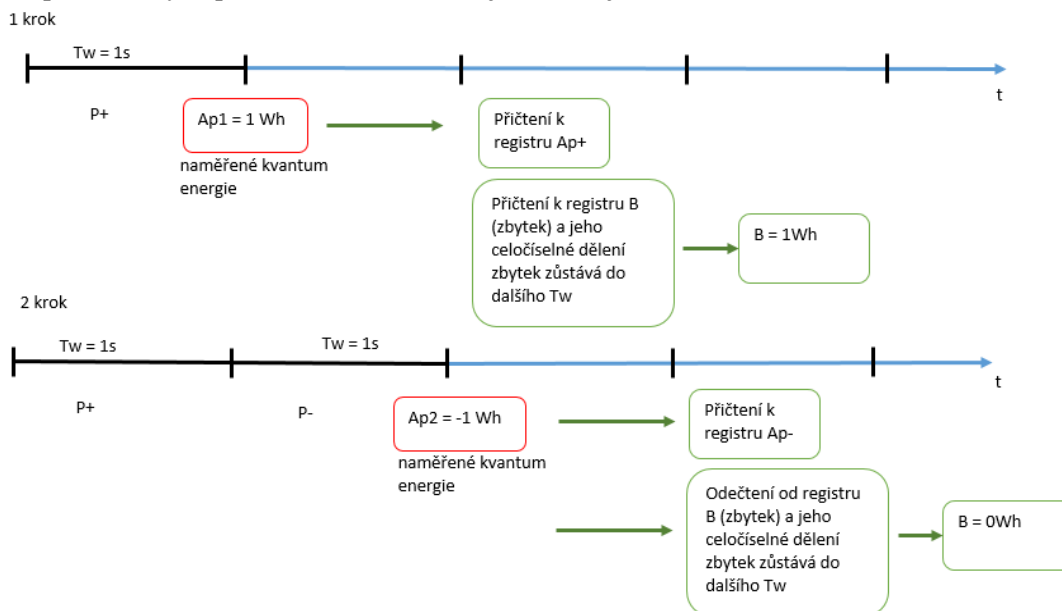 1 krok
Tw = 1s
t
P+
Ap1 = 1 Wh
naměřené kvantum
energie
Přičtení k
registru Ap+
Přičtení k registru B
(zbytek) a jeho
celočíselné dělení
zbytek zůstává do
dalšího Tw
B = 1Wh
2 krok
Tw = 1s
Tw = 1s
t
P+
P-
Ap2 = -1 Wh
naměřené kvantum
energie
Přičtení k
registru Ap-
Odečtení od registru
B (zbytek) a jeho
celočíselné dělení
zbytek zůstává do
dalšího Tw
B = 0Wh